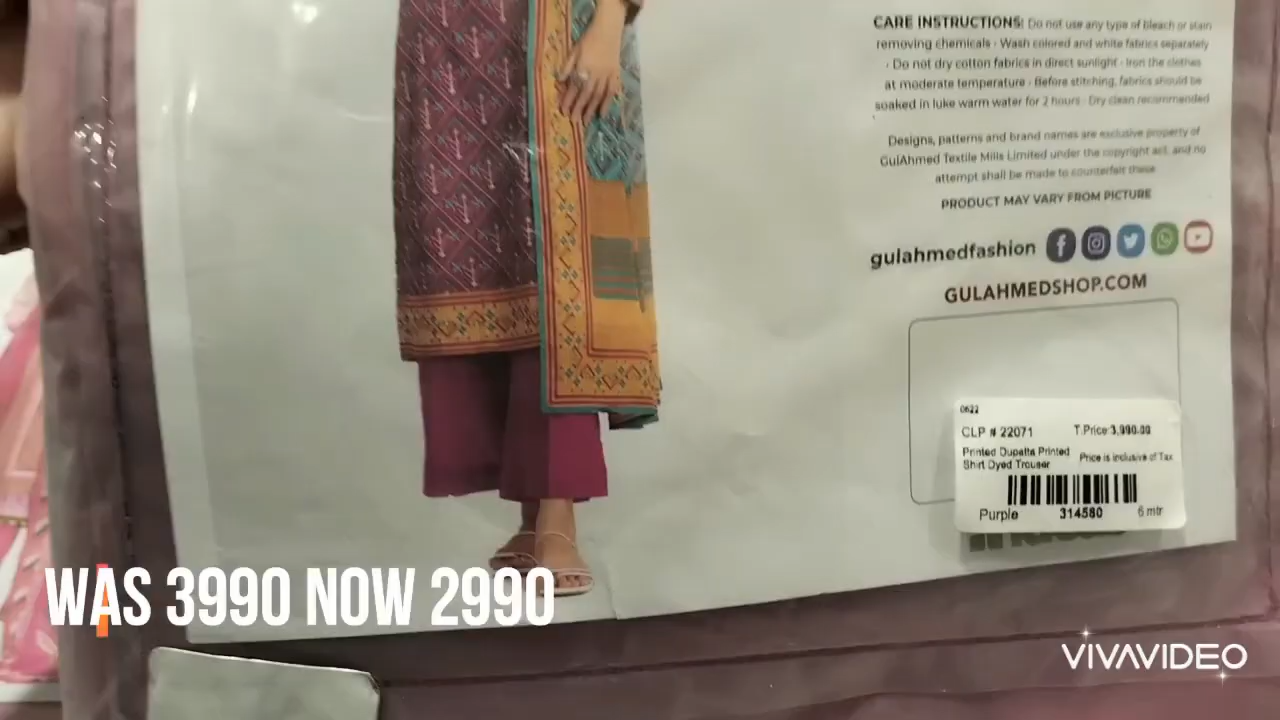 CARE INSTRUCTIONS: Do not use any type of bleach or stain
removing chemicals · Wash colored and white fabrics separately
· Do not dry cotton fabrics in direct sunlight · Iron the clothes
at moderate temperature · Before stitching, fabrics should be
soaked in luke warm water for 2 hours · Dry clean recommended
Designs, patterns and brand names are exclusive property of
GulAhmed Textile Mills Limited under the copyright act, and no
attempt shall be made to counterfeit these
PRODUCT MAY VARY FROM PICTURE
gulahmedfashion
GULAHMEDSHOP.COM
0622
CLP # 22071 T.Price:3,990.00
Printed Dupatta Printed
Shirt Dyed Trouser Price is inclusive of Tax
Purple 314580 6 mtr
WAS 3990 NOW 2990
VIVAVIDEO